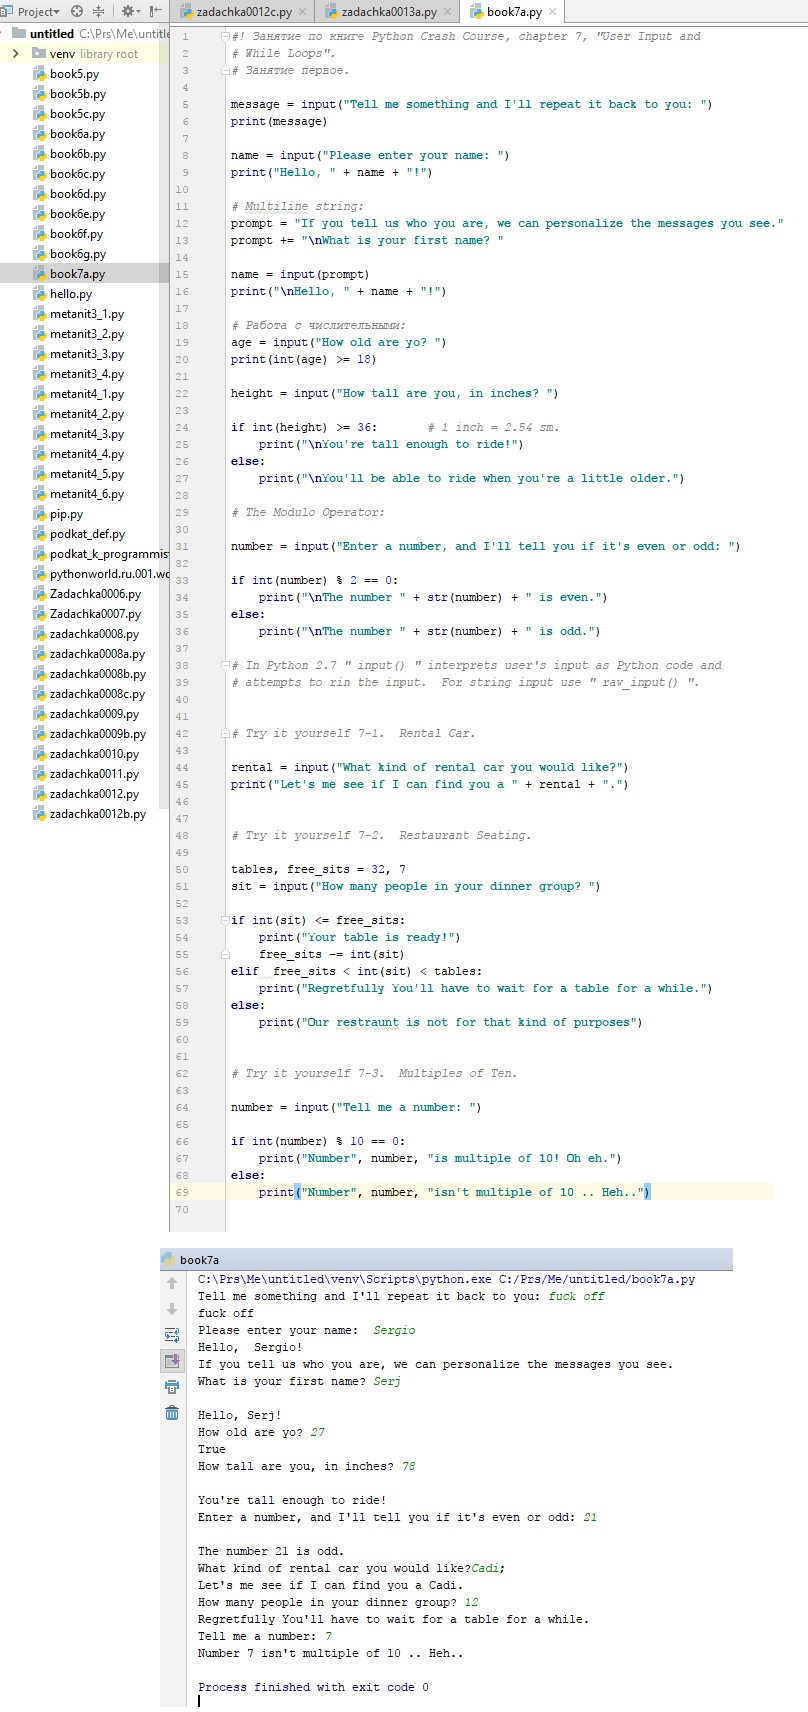 Project
zadachka0012c.py
zadachka0013a.py
book7a.py
untitled C:\Prs\Me\untitle
venv library root
book5.py
book5b.py
book5c.py
book6a.py
book6b.py
book6c.py
book6d.py
book6e.py
book6f.py
book6g.py
book7a.py
hello.py
metanit3_1.py
metanit3_2.py
metanit3_3.py
metanit3_4.py
metanit4_1.py
metanit4_2.py
metanit4_3.py
metanit4_4.py
metanit4_5.py
metanit4_6.py
pip.py
podkat_def.py
podkat_k_programmist
pythonworld.ru.001.wo
Zadachka0006.py
Zadachka0007.py
zadachka0008.py
zadachka0008a.py
zadachka0008b.py
zadachka0008c.py
zadachka0009.py
zadachka0009b.py
zadachka0010.py
zadachka0011.py
zadachka0012.py
zadachka0012b.py
1 #! Занятие по книге Python Crash Course, chapter 7, "User Input and
2 # While Loops".
3 # Занятие первое.
4
5 message = input("Tell me something and I'll repeat it back to you: ")
6 print(message)
7
8 name = input("Please enter your name: ")
9 print("Hello, " + name + "!")
10
11 # Multiline string:
12 prompt = "If you tell us who you are, we can personalize the messages you see."
13 prompt += "\nWhat is your first name? "
14
15 name = input(prompt)
16 print("\nHello, " + name + "!")
17
18 # Работа с числительными:
19 age = input("How old are yo? ")
20 print(int(age) >= 18)
21
22 height = input("How tall are you, in inches? ")
23
24 if int(height) >= 36: # 1 inch = 2.54 sm.
25 print("\nYou're tall enough to ride!")
26 else:
27 print("\nYou'll be able to ride when you're a little older.")
28
29 # The Modulo Operator:
30
31 number = input("Enter a number, and I'll tell you if it's even or odd: ")
32
33 if int(number) % 2 == 0:
34 print("\nThe number " + str(number) + " is even.")
35 else:
36 print("\nThe number " + str(number) + " is odd.")
37
38 # In Python 2.7 " input() " interprets user's input as Python code and
39 # attempts to rin the input. For string input use " raw_input() ".
40
41
42 # Try it yourself 7-1. Rental Car.
43
44 rental = input("What kind of rental car you would like?")
45 print("Let's me see if I can find you a " + rental + ".")
46
47
48 # Try it yourself 7-2. Restaurant Seating.
49
50 tables, free_sits = 32, 7
51 sit = input("How many people in your dinner group? ")
52
53 if int(sit) <= free_sits:
54 print("Your table is ready!")
55 free_sits -= int(sit)
56 elif free_sits < int(sit) < tables:
57 print("Regretfully You'll have to wait for a table for a while.")
58 else:
59 print("Our restraunt is not for that kind of purposes")
60
61
62 # Try it yourself 7-3. Multiples of Ten.
63
64 number = input("Tell me a number: ")
65
66 if int(number) % 10 == 0:
67 print("Number", number, "is multiple of 10! Oh eh.")
68 else:
69 print("Number", number, "isn't multiple of 10 .. Heh..")
70
book7a
C:\Prs\Me\untitled\venv\Scripts\python.exe C:/Prs/Me/untitled/book7a.py
Tell me something and I'll repeat it back to you: fuck off
fuck off
Please enter your name:  Sergio
Hello,  Sergio!
If you tell us who you are, we can personalize the messages you see.
What is your first name? Serj
Hello, Serj!
How old are yo? 27
True
How tall are you, in inches? 78
You're tall enough to ride!
Enter a number, and I'll tell you if it's even or odd: 21
The number 21 is odd.
What kind of rental car you would like?Cadi;
Let's me see if I can find you a Cadi.
How many people in your dinner group? 12
Regretfully You'll have to wait for a table for a while.
Tell me a number: 7
Number 7 isn't multiple of 10 .. Heh..
Process finished with exit code 0